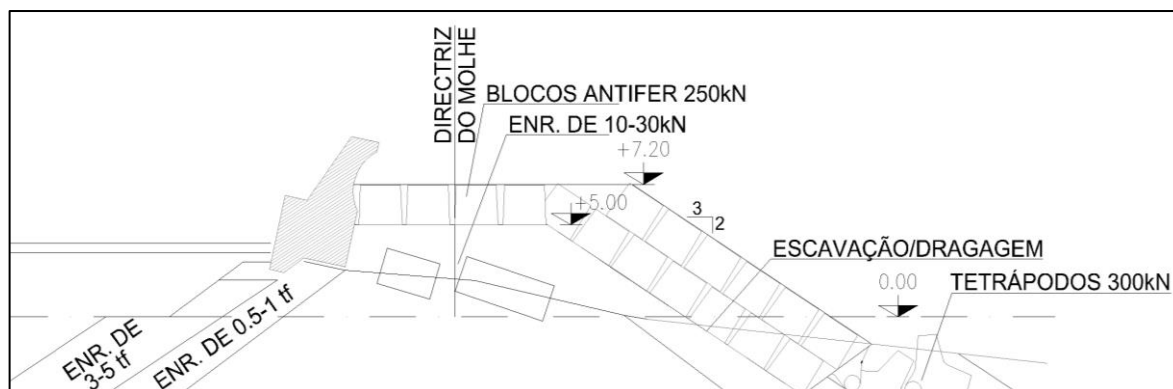 DIRECTRIZ
DO MOLHE
BLOCOS ANTIFER 250kN
ENR. DE 10-30kN
+7.20
+5.00
3
2
ESCAVAÇÃO/DRAGAGEM
0.00
TETRÁPODOS 300kN
ENR. DE
3-5 tf
ENR. DE 0.5-1 tf